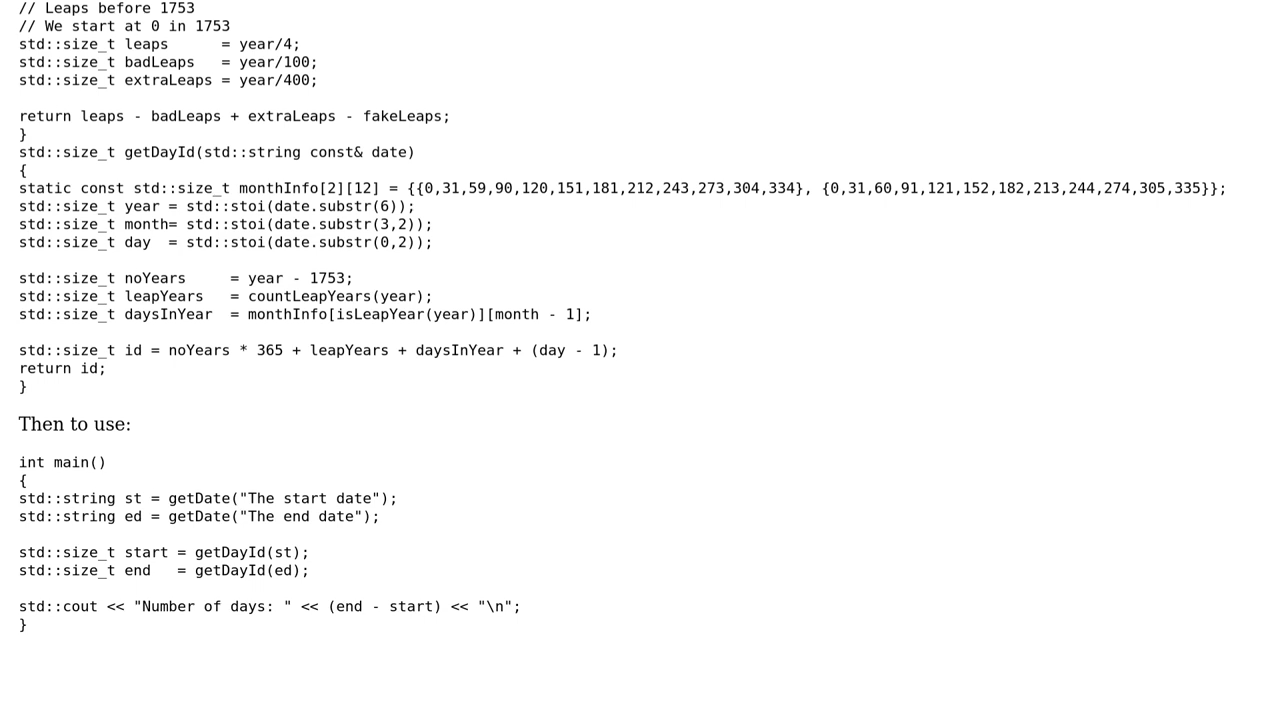 // Leaps before 1753
// We start at 0 in 1753
std::size_t leaps      = year/4;
std::size_t badLeaps   = year/100;
std::size_t extraLeaps = year/400;

return leaps - badLeaps + extraLeaps - fakeLeaps;
}
std::size_t getDayId(std::string const& date)
{
static const std::size_t monthInfo[2][12] = {{0,31,59,90,120,151,181,212,243,273,304,334}, {0,31,60,91,121,152,182,213,244,274,305,335}};
std::size_t year = std::stoi(date.substr(6));
std::size_t month= std::stoi(date.substr(3,2));
std::size_t day  = std::stoi(date.substr(0,2));

std::size_t noYears     = year - 1753;
std::size_t leapYears   = countLeapYears(year);
std::size_t daysInYear  = monthInfo[isLeapYear(year)][month - 1];

std::size_t id = noYears * 365 + leapYears + daysInYear + (day - 1);
return id;
}

Then to use:

int main()
{
std::string st = getDate("The start date");
std::string ed = getDate("The end date");

std::size_t start = getDayId(st);
std::size_t end   = getDayId(ed);

std::cout << "Number of days: " << (end - start) << "\n";
}